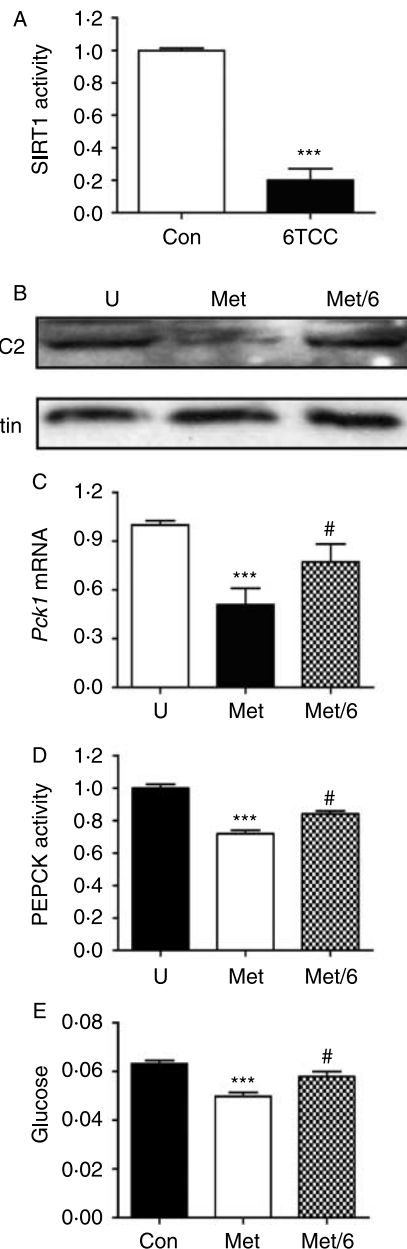 A
SIRT1 activity
1·2
1·0
0·8
0·6
0·4
0·2
0·0
***
Con 6TCC
B
U Met Met/6
C2
tin
C
Pck1 mRNA
1·2
0·9
0·6
0·3
0·0
***
#
U Met Met/6
D
PEPCK activity
1·2
1·0
0·8
0·6
0·4
0·2
0·0
***
#
U Met Met/6
E
Glucose
0·08
0·06
0·04
0·02
0·00
***
#
Con Met Met/6